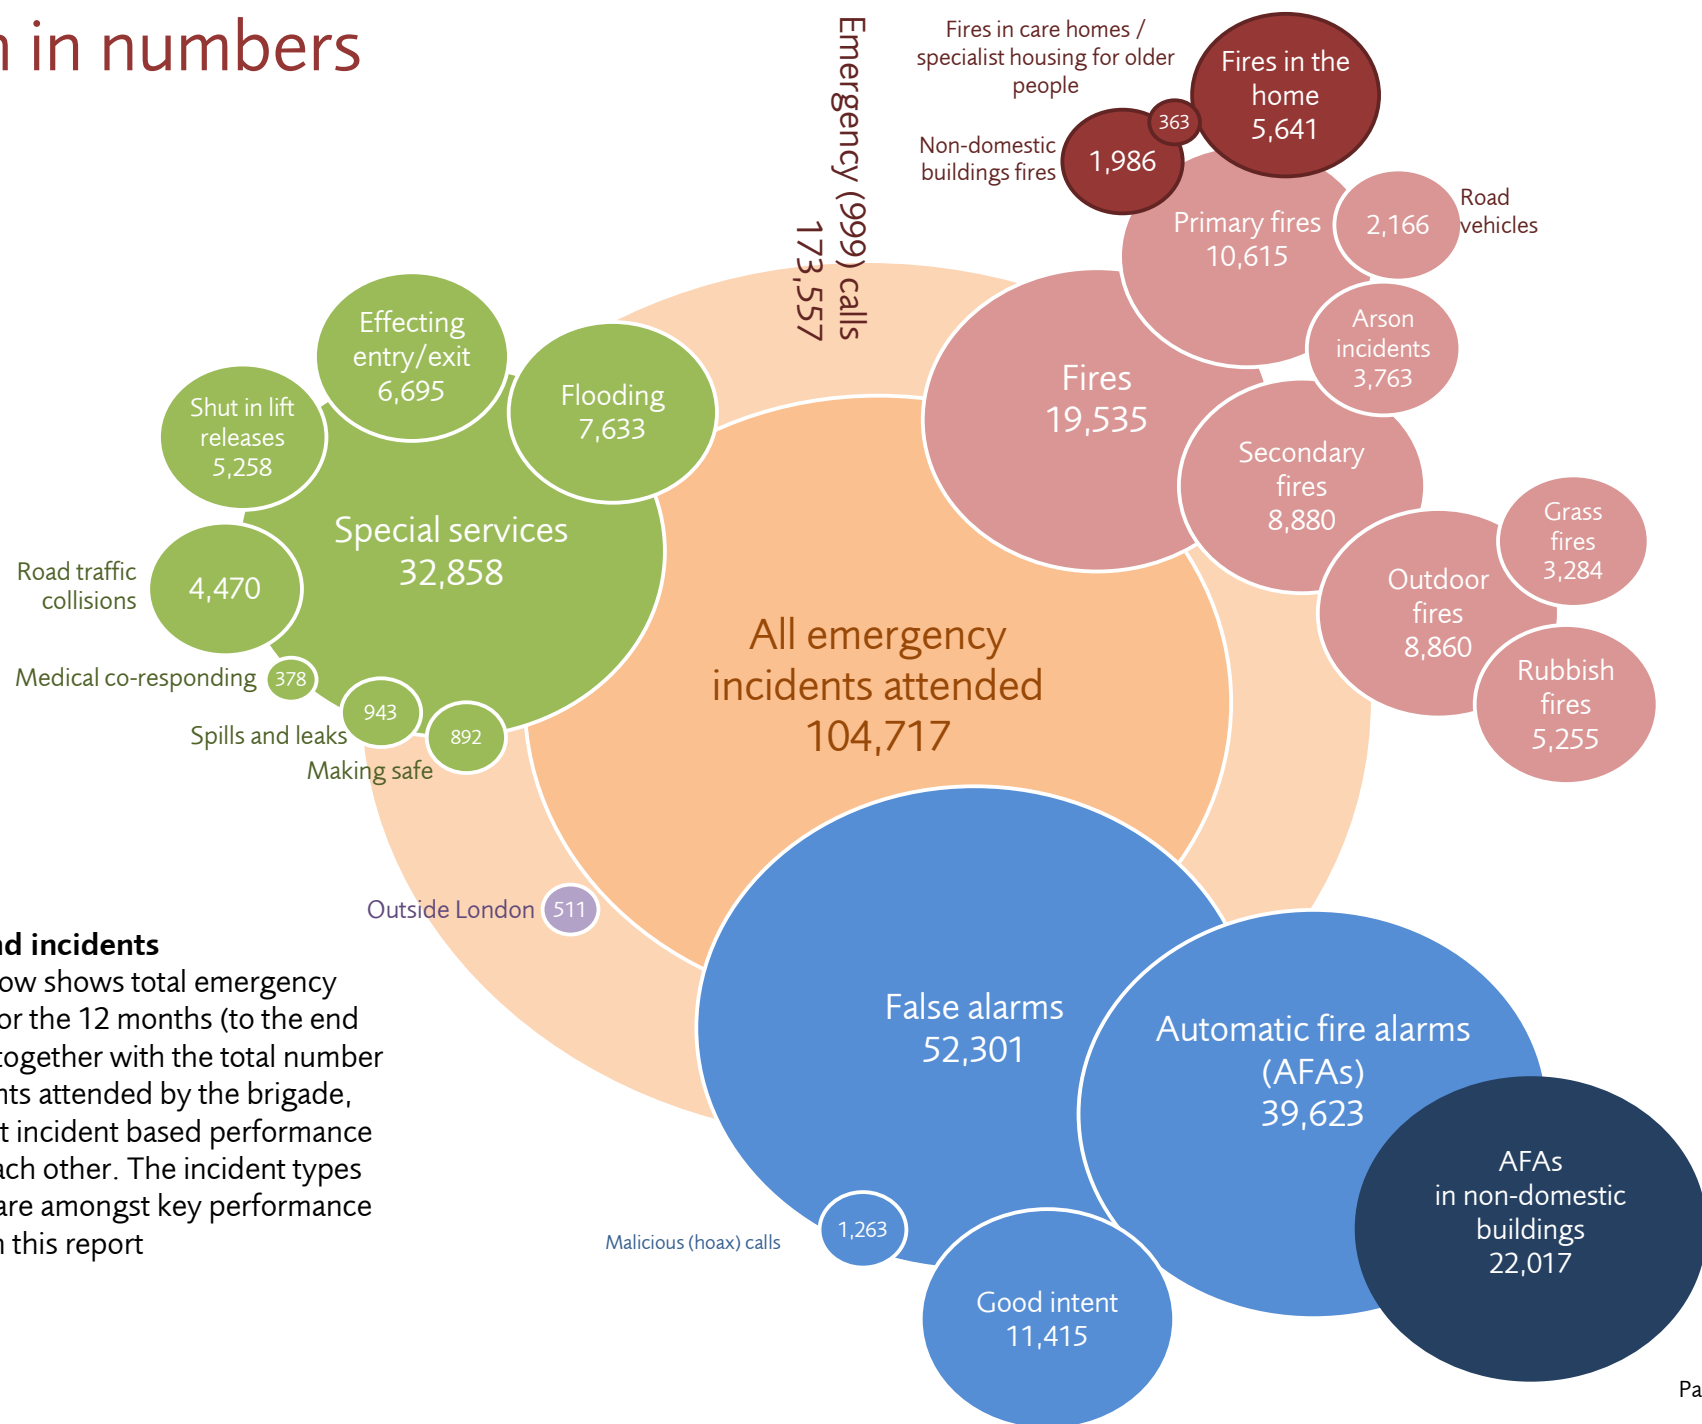 in numbers
Emergency (999) calls
173,557
Fires in care homes /
specialist housing for older
people
363
Fires in the
home
5,641
Non-domestic
buildings fires
1,986
Primary fires
10,615
2,166
Road
vehicles
Arson
incidents
3,763
Fires
19,535
Secondary
fires
8,880
Outdoor
fires
8,860
Grass
fires
3,284
Rubbish
fires
5,255
Effecting
entry/exit
6,695
Flooding
7,633
Shut in lift
releases
5,258
Special services
32,858
Road traffic
collisions
4,470
Medical co-responding
378
Spills and leaks
943
Making safe
892
All emergency
incidents attended
104,717
Outside London
511
incidents
ow shows total emergency
or the 12 months (to the end
together with the total number
nts attended by the brigade,
t incident based performance
ach other. The incident types
are amongst key performance
this report
False alarms
52,301
Automatic fire alarms
(AFAs)
39,623
AFAs
in non-domestic
buildings
22,017
Malicious (hoax) calls
1,263
Good intent
11,415
Pa